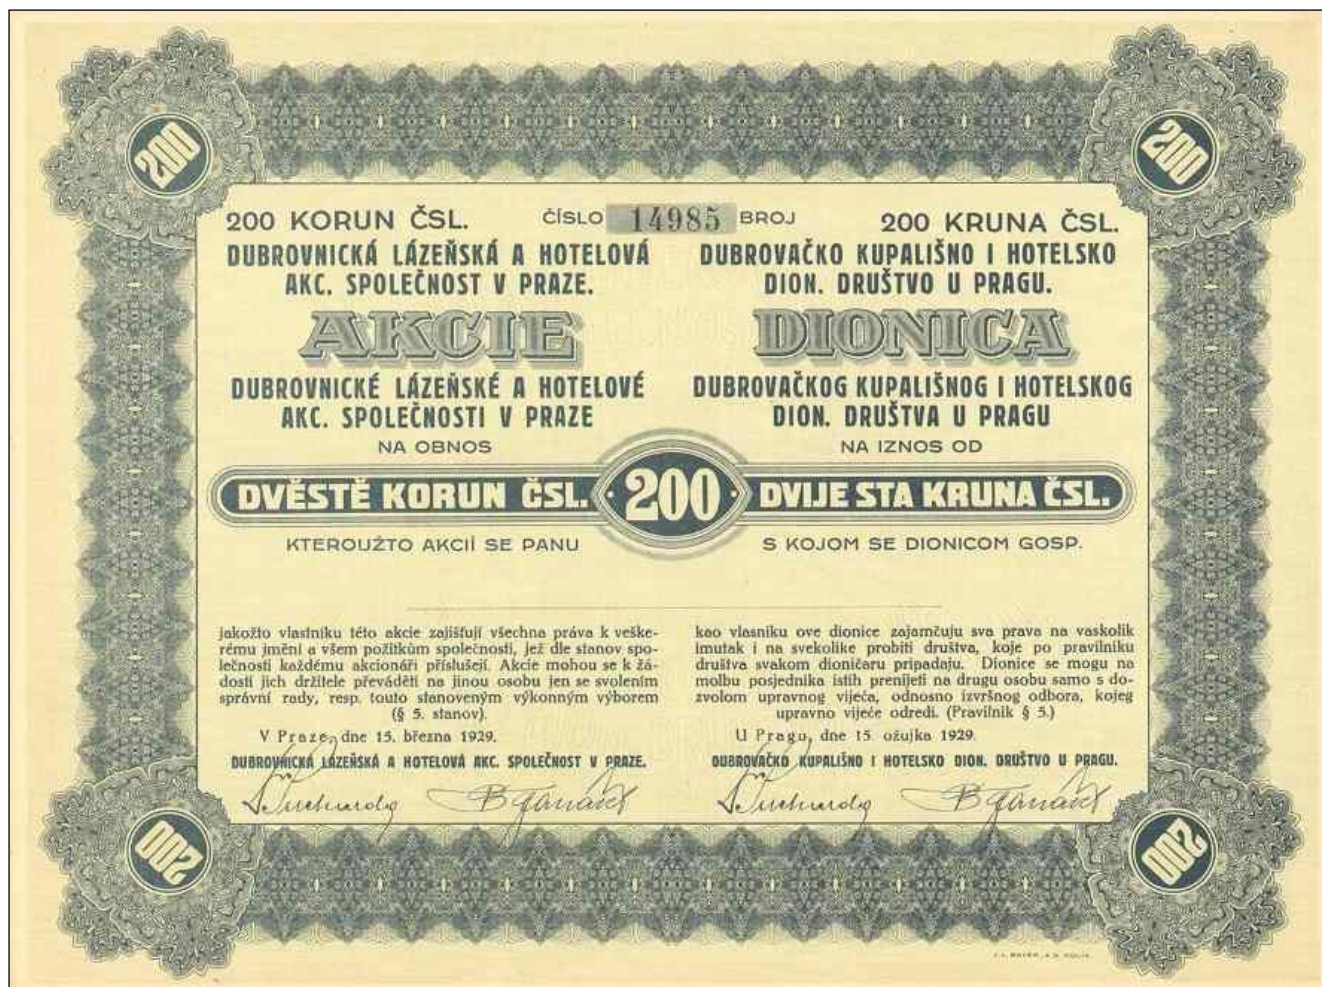 200
200
200 KORUN ČSL.
ČÍSLO 14985 BROJ
200 KRUNA ČSL.
DUBROVNICKÁ LÁZEŇSKÁ A HOTELOVÁ
AKC. SPOLEČNOST V PRAZE.
AKCIE
DUBROVNICKÉ LÁZEŇSKÉ A HOTELOVÉ
AKC. SPOLEČNOSTI V PRAZE
NA OBNOS
DUBROVAČKO KUPALIŠNO I HOTELSKO
DION. DRUŠTVO U PRAGU.
DIONICA
DUBROVAČKOG KUPALIŠNOG I HOTELSKOG
DION. DRUŠTVA U PRAGU
NA IZNOS OD
DVĚSTĚ KORUN ČSL. · 200 · DVIJE STA KRUNA ČSL.
KTEROUŽTO AKCIÍ SE PANU
S KOJOM SE DIONICOM GOSP.
jakožto vlastníku této akcie zajišťují všechna práva k veške-
rému jmění a všem požitkům společnosti, jež dle stanov spo-
lečnosti každému akcionáři příslušejí. Akcie mohou se k žá-
dosti jich držitele převáděti na jinou osobu jen se svolením
správní rady, resp. touto stanoveným výkonným výborem
(§ 5. stanov).
V Praze, dne 15. března 1929.
DUBROVNICKÁ LÁZEŇSKÁ A HOTELOVÁ AKC. SPOLEČNOST V PRAZE.
kao vlasniku ove dionice zajamčuju sva prava na vaskolik
imutak i na svekolike probiti društva, koje po pravilniku
društva svakom dioničaru pripadaju. Dionice se mogu na
molbu posjednika istih prenijeti na drugu osobu samo s do-
zvolom upravnog vijeća, odnosno izvršnog odbora, kojeg
upravno vijeće odredi. (Pravilnik § 5.)
U Pragu, dne 15 ožujka 1929.
DUBROVAČKO KUPALIŠNO I HOTELSKO DION. DRUŠTVO U PRAGU.
200
200